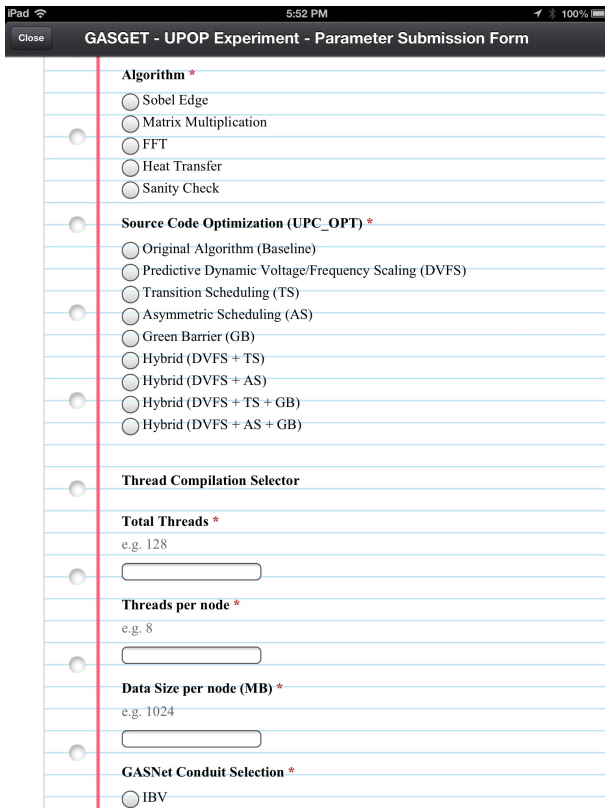 iPad 5:52 PM 100%
Close GASGET - UPOP Experiment - Parameter Submission Form
Algorithm *
Sobel Edge
Matrix Multiplication
FFT
Heat Transfer
Sanity Check
Source Code Optimization (UPC_OPT) *
Original Algorithm (Baseline)
Predictive Dynamic Voltage/Frequency Scaling (DVFS)
Transition Scheduling (TS)
Asymmetric Scheduling (AS)
Green Barrier (GB)
Hybrid (DVFS + TS)
Hybrid (DVFS + AS)
Hybrid (DVFS + TS + GB)
Hybrid (DVFS + AS + GB)
Thread Compilation Selector
Total Threads *
e.g. 128
Threads per node *
e.g. 8
Data Size per node (MB) *
e.g. 1024
GASNet Conduit Selection *
IBV